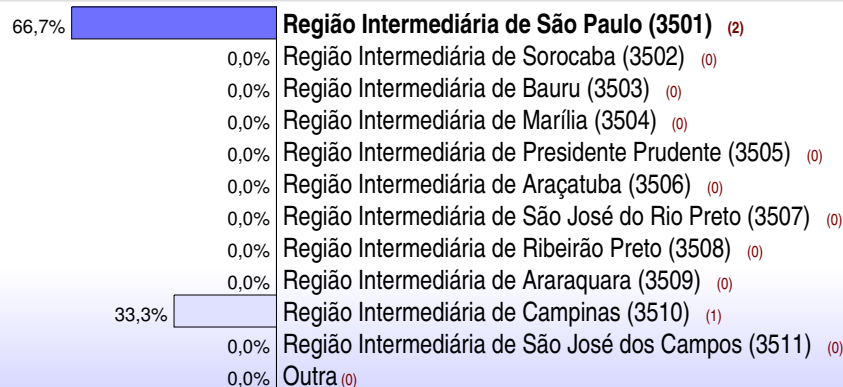 66,7% Região Intermediária de São Paulo (3501) (2)
0,0% Região Intermediária de Sorocaba (3502) (0)
0,0% Região Intermediária de Bauru (3503) (0)
0,0% Região Intermediária de Marília (3504) (0)
0,0% Região Intermediária de Presidente Prudente (3505) (0)
0,0% Região Intermediária de Araçatuba (3506) (0)
0,0% Região Intermediária de São José do Rio Preto (3507) (0)
0,0% Região Intermediária de Ribeirão Preto (3508) (0)
0,0% Região Intermediária de Araraquara (3509) (0)
33,3% Região Intermediária de Campinas (3510) (1)
0,0% Região Intermediária de São José dos Campos (3511) (0)
0,0% Outra (0)